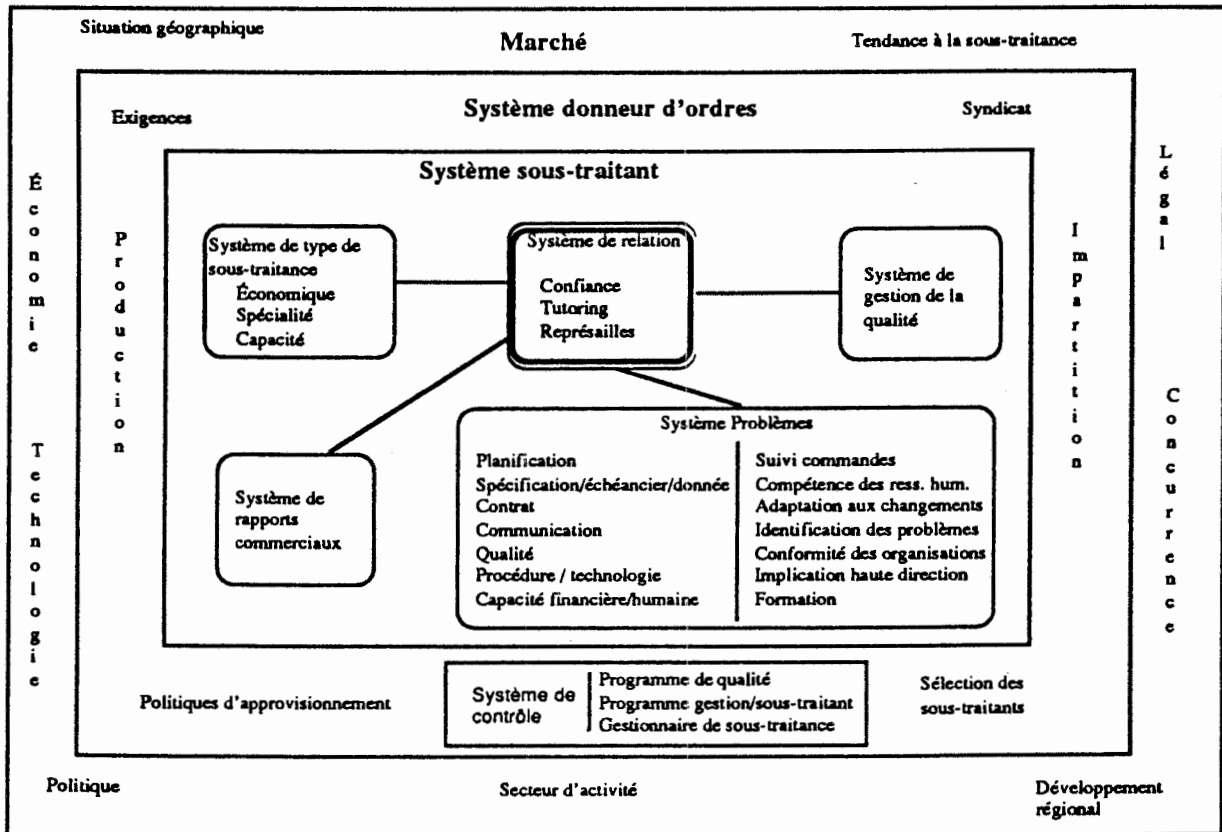 Situation géographique
Marché
Tendance à la sous-traitance
Système donneur d'ordres
Exigences
Syndicat
Système sous-traitant
Économie
Technologie
Production
Impartition
Légal
Concurrence
Système de type de
sous-traitance
Économique
Spécialité
Capacité
Système de relation
Confiance
Tutoring
Représailles
Système de
gestion de la
qualité
Système de
rapports
commerciaux
Système Problèmes
Planification
Spécification/échéancier/donnée
Contrat
Communication
Qualité
Procédure / technologie
Capacité financière/humaine
Suivi commandes
Compétence des ress. hum.
Adaptation aux changements
Identification des problèmes
Conformité des organisations
Implication haute direction
Formation
Politiques d'approvisionnement
Système de
contrôle
Programme de qualité
Programme gestion/sous-traitant
Gestionnaire de sous-traitance
Sélection des
sous-traitants
Politique
Secteur d'activité
Développement
régional